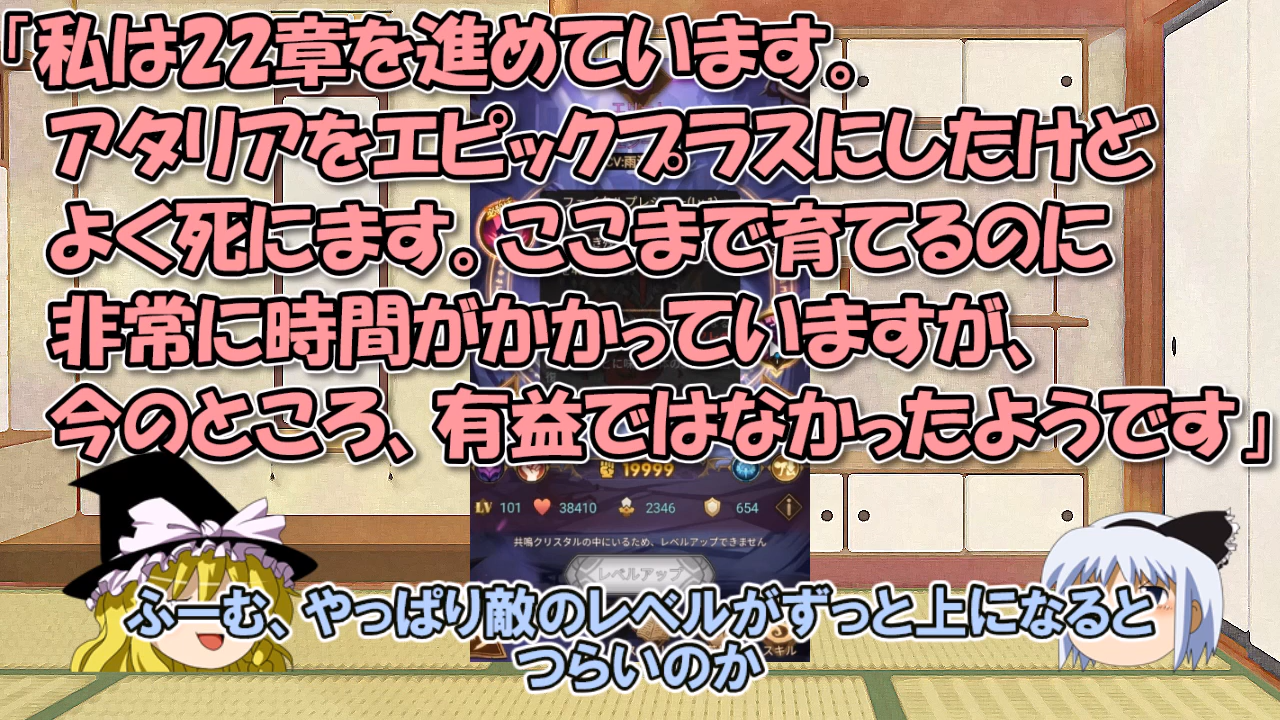 「私は22章を進めています。
アタリアをエピックプラスにしたけど
よく死にます。ここまで育てるのに
非常に時間がかかっていますが、
今のところ、有益ではなかったようです」
19999
LV 101 38410 2346 654
共鳴クリスタルの中にいるため、レベルアップできません
レベルアップ
ふーむ、やっぱり敵のレベルがずっと上になると
つらいのか
スキル